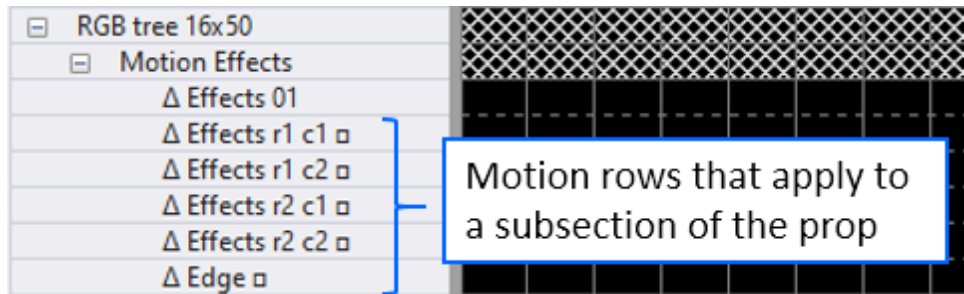 RGB tree 16x50
Motion Effects
Δ Effects 01
Δ Effects r1 c1 ¤
Δ Effects r1 c2 ¤
Δ Effects r2 c1 ¤
Δ Effects r2 c2 ¤
Δ Edge ¤
Motion rows that apply to
a subsection of the prop